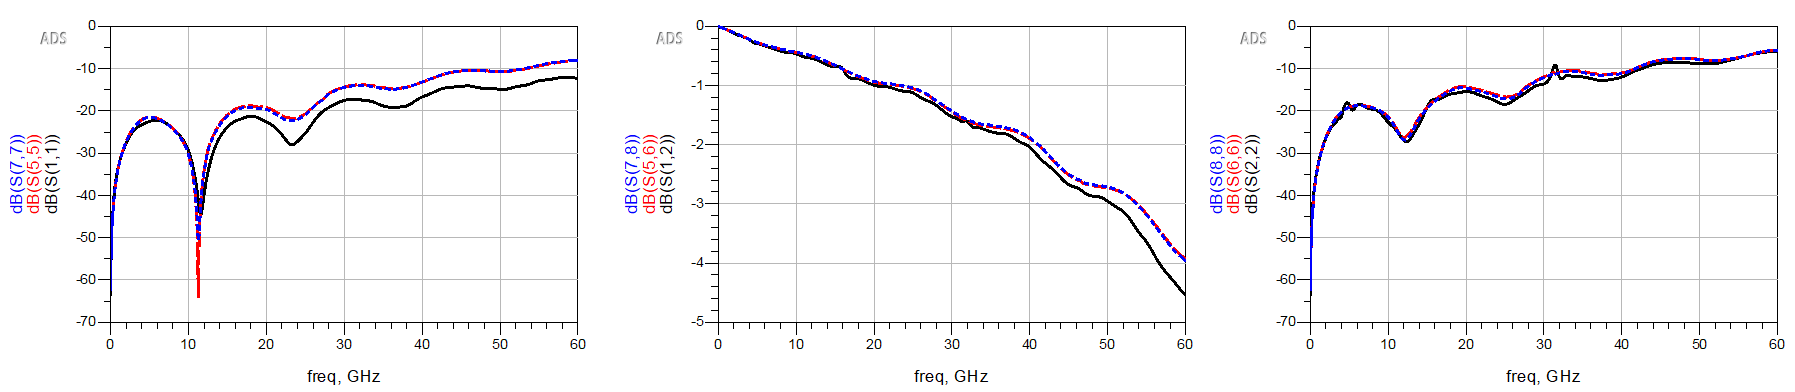 ADS
dB(S(7,7))
dB(S(5,5))
dB(S(1,1))
0
-10
-20
-30
-40
-50
-60
-70
0 10 20 30 40 50 60
freq, GHz
ADS
dB(S(7,8))
dB(S(5,6))
dB(S(1,2))
0
-1
-2
-3
-4
-5
0 10 20 30 40 50 60
freq, GHz
ADS
dB(S(8,8))
dB(S(6,6))
dB(S(2,2))
0
-10
-20
-30
-40
-50
-60
-70
0 10 20 30 40 50 60
freq, GHz